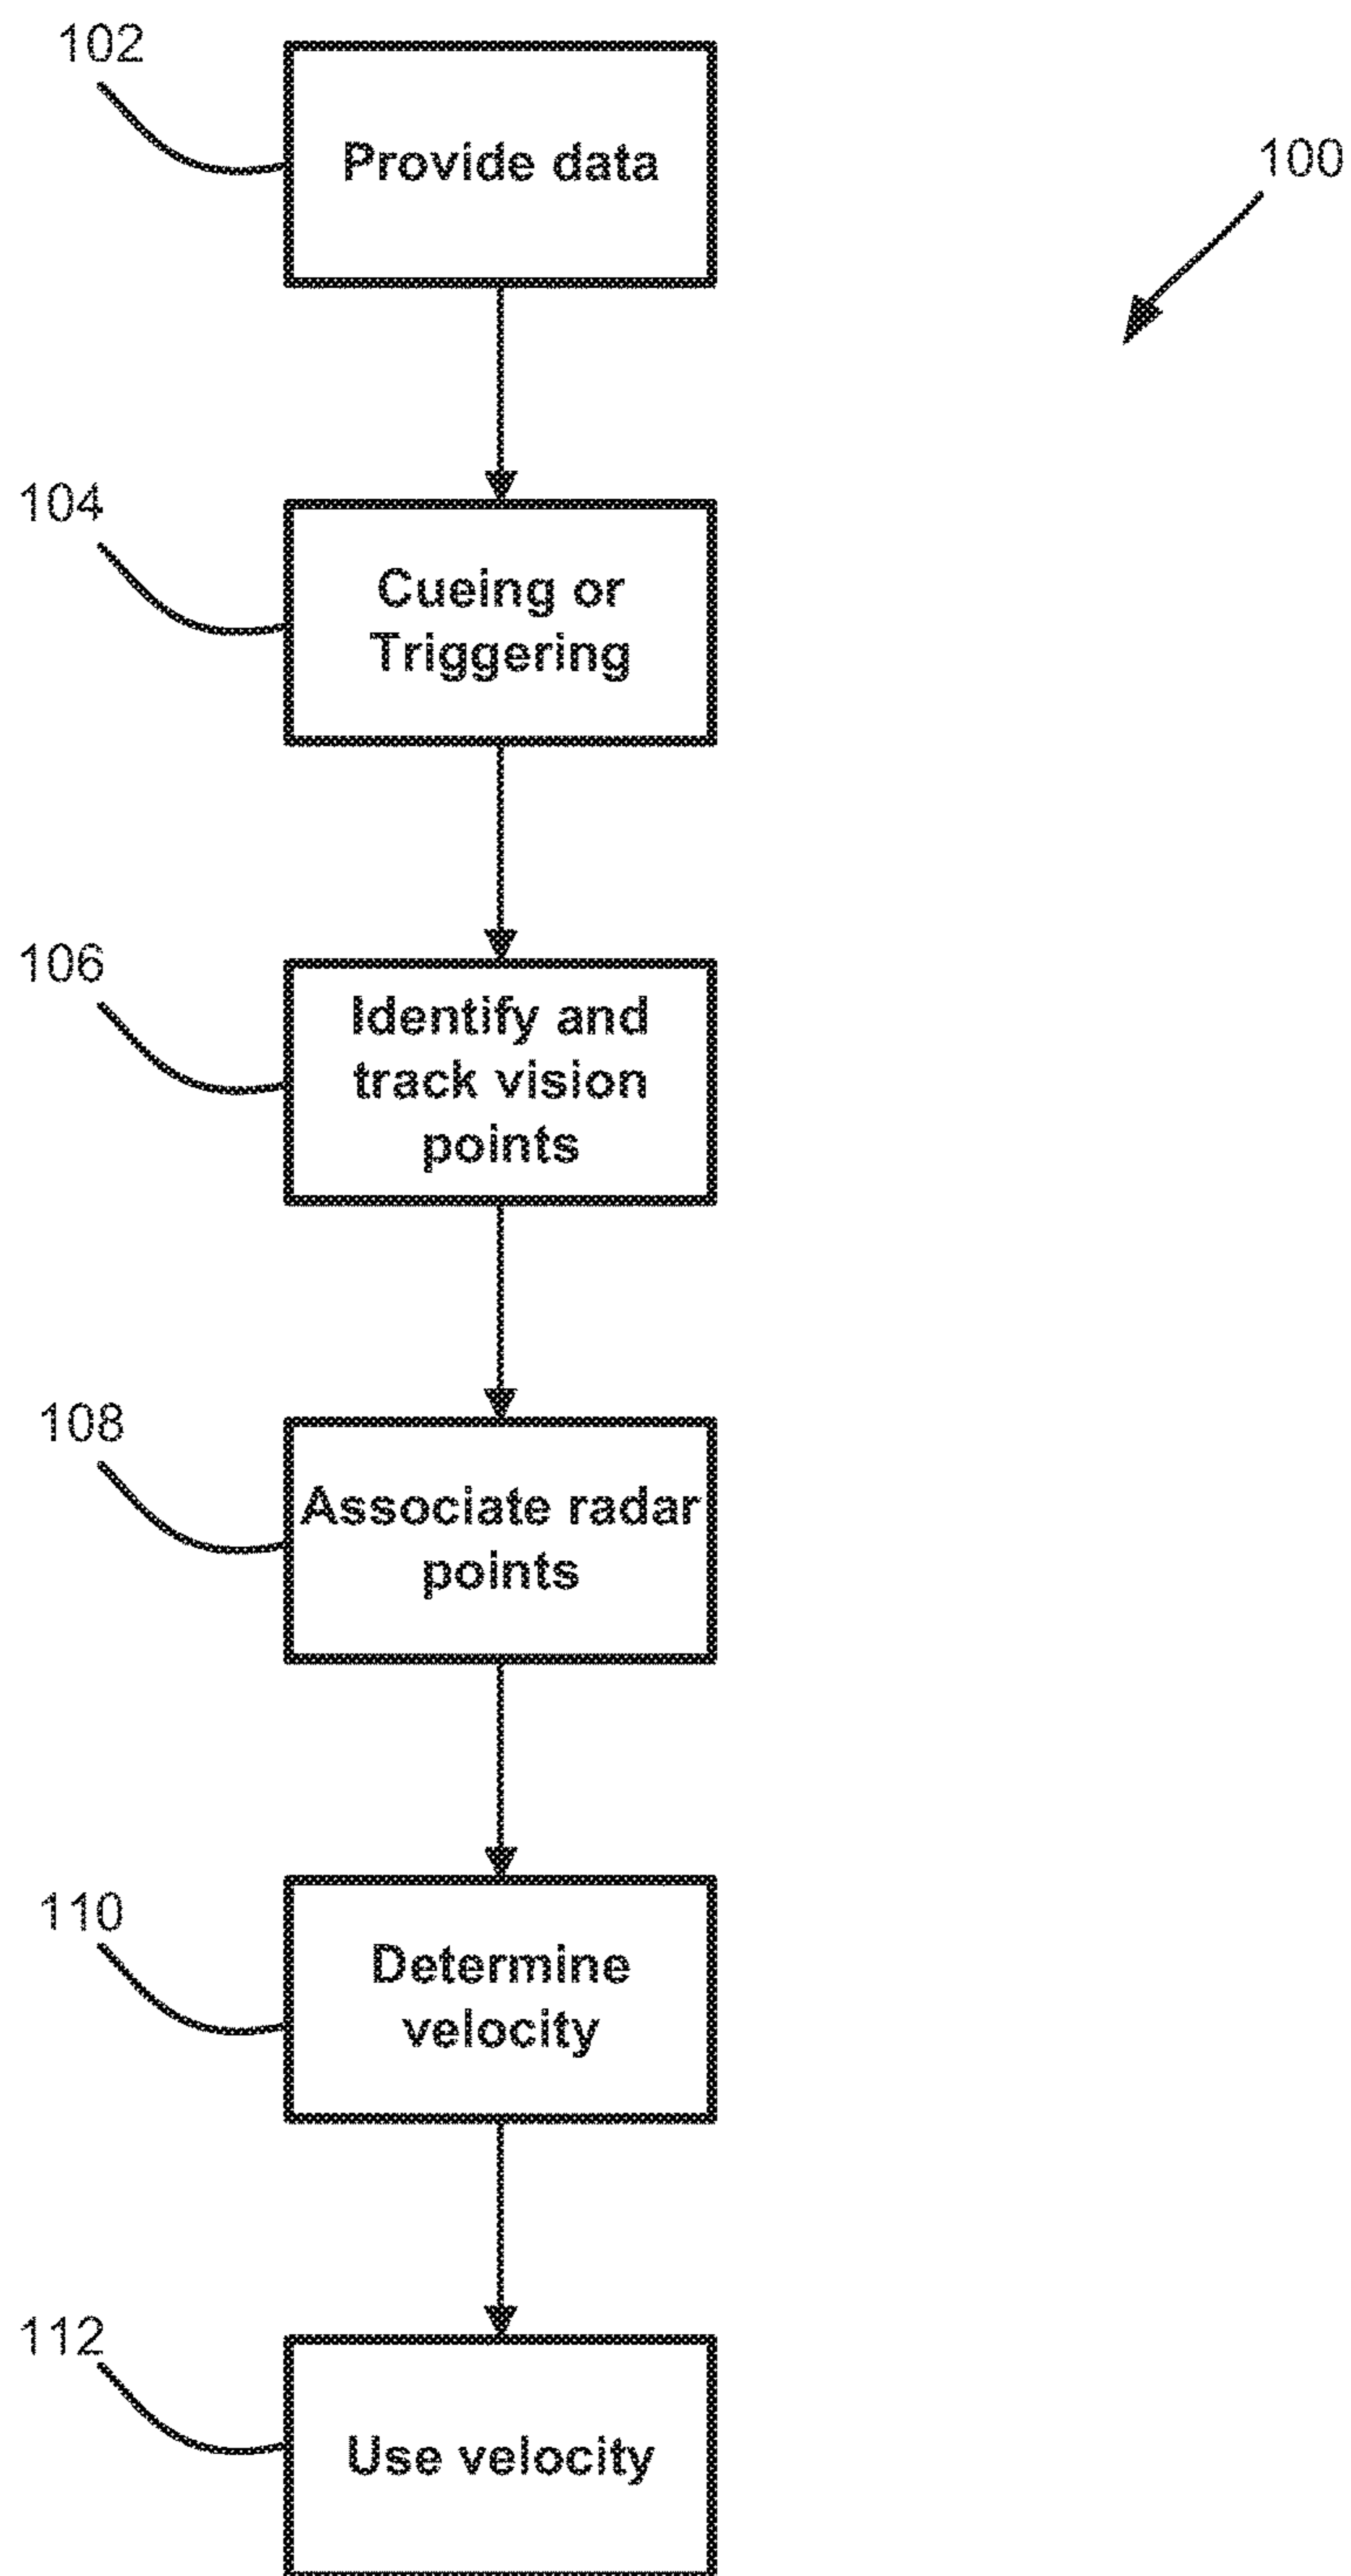 102
Provide data
100
104
Cueing or
Triggering
106
Identify and
track vision
points
108
Associate radar
points
110
Determine
velocity
112
Use velocity